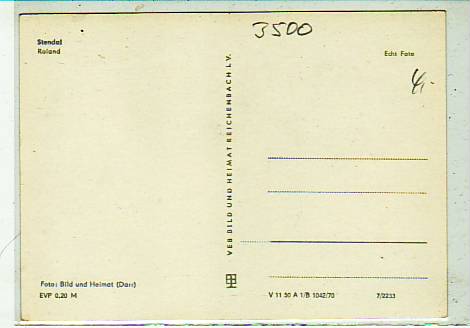 3500
Stendal
Roland
Echt Foto
4,-
VEB BILD UND HEIMAT REICHENBACH I. V.
Foto: Bild und Heimat (Darr)
EVP 0,20 M
V 11 50 A 1/B 1042/70
7/2233